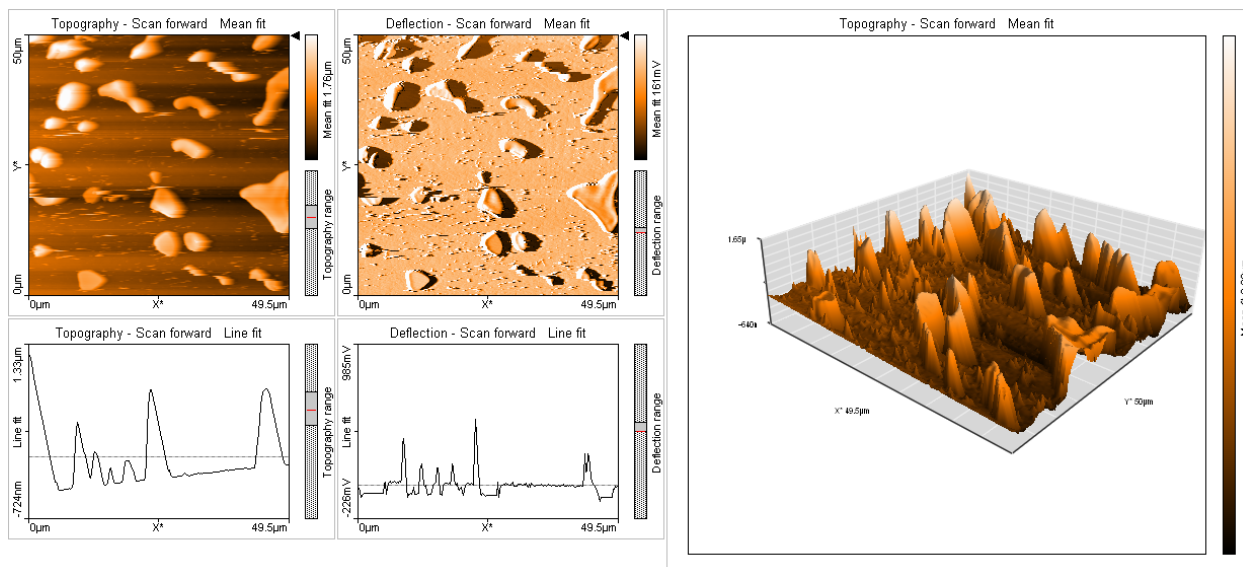 Topography - Scan forward Mean fit
50µm
Y*
0µm
0µm
X*
49.5µm
Mean fit 1.76µm
Topography range
Deflection - Scan forward Mean fit
50µm
Y*
0µm
0µm
X*
49.5µm
Mean fit 161mV
Deflection range
Topography - Scan forward Line fit
1.33µm
Line fit
-724nm
0µm
X*
49.5µm
Topography range
Deflection - Scan forward Line fit
985mV
Line fit
-226mV
0µm
X*
49.5µm
Deflection range
Topography - Scan forward Mean fit
1.65µ
-640n
X* 49.5µm
Y* 50µm
Mean fit